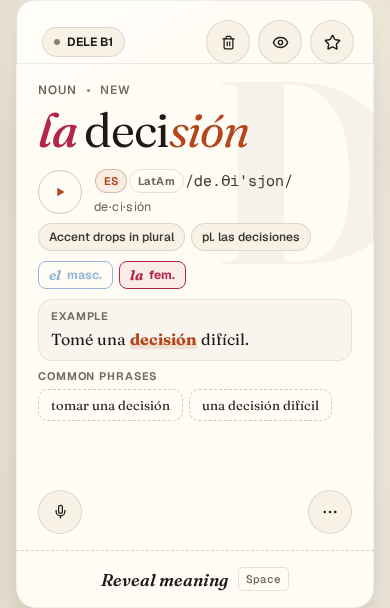 DELE B1
NOUN • NEW
la decisión
ES LatAm /de.θi'sjon/
de·ci·sión
Accent drops in plural pl. las decisiones
el masc. la fem.
EXAMPLE
Tomé una decisión difícil.
COMMON PHRASES
tomar una decisión una decisión difícil
Reveal meaning Space
D